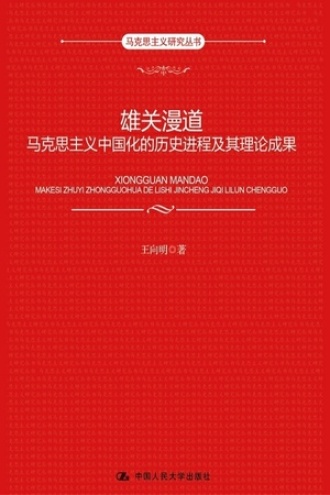 马克思主义研究丛书
雄关漫道
马克思主义中国化的历史进程及其理论成果
XIONGGUAN MANDAO
MAKESI ZHUYI ZHONGGUOHUA DE LISHI JINCHENG JIQI LILUN CHENGGUO
王向明◎著
中国人民大学出版社